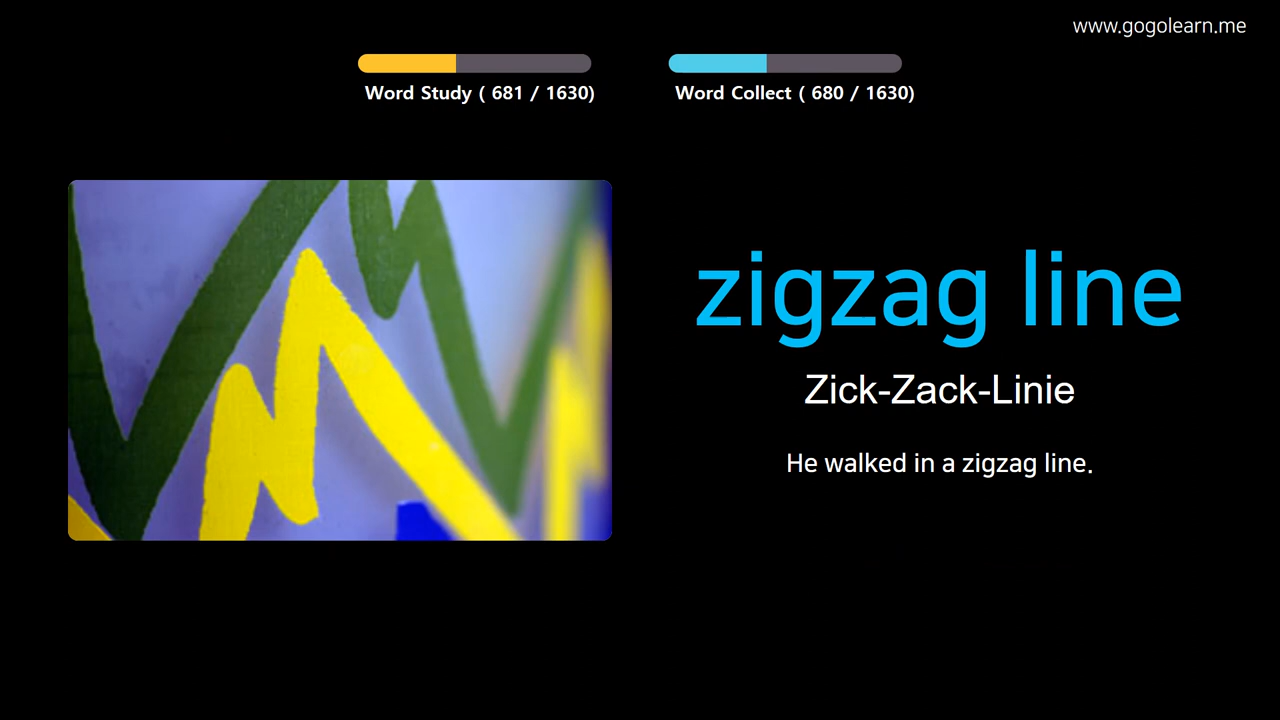 www.gogolearn.me
Word Study ( 681 / 1630)
Word Collect ( 680 / 1630)
zigzag line
Zick-Zack-Linie
He walked in a zigzag line.